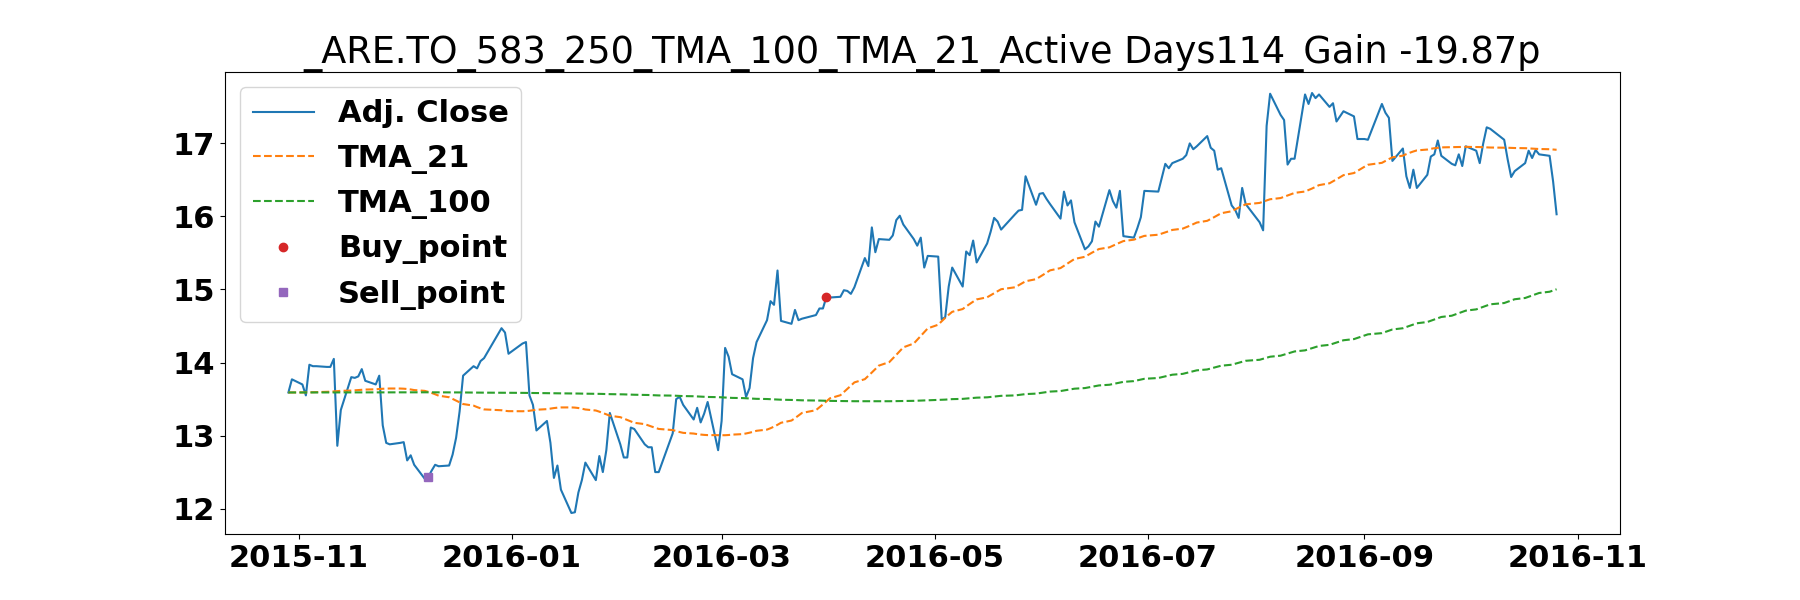 _ARE.TO_583_250_TMA_100_TMA_21_Active Days114_Gain -19.87p
Adj. Close
TMA_21
TMA_100
Buy_point
Sell_point
17
16
15
14
13
12
2015-11 2016-01 2016-03 2016-05 2016-07 2016-09 2016-11